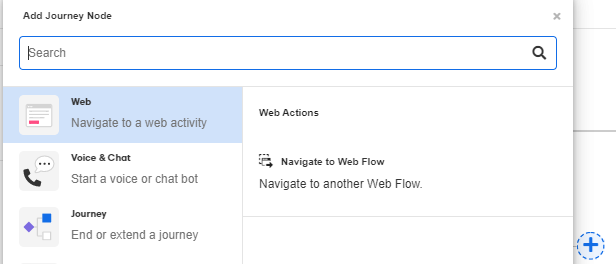 Add Journey Node
Search
Web
Navigate to a web activity
Voice & Chat
Start a voice or chat bot
Journey
End or extend a journey
Web Actions
Navigate to Web Flow
Navigate to another Web Flow.